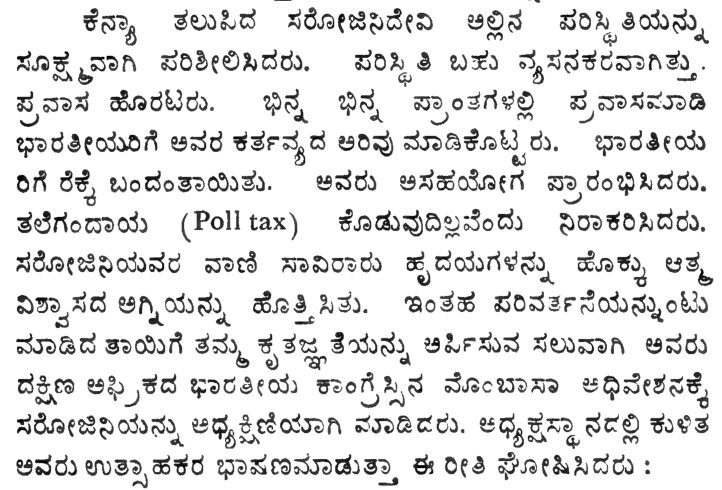 ಕೆನ್ಯಾ ತಲುಪಿದ ಸರೋಜಿನಿದೇವಿ ಅಲ್ಲಿನ ಪರಿಸ್ಥಿತಿಯನ್ನು
ಸೂಕ್ಷ್ಮವಾಗಿ ಪರಿಶೀಲಿಸಿದರು. ಪರಿಸ್ಥಿತಿ ಬಹು ವ್ಯಸನಕರವಾಗಿತ್ತು.
ಪ್ರವಾಸ ಹೊರಟರು. ಭಿನ್ನ ಭಿನ್ನ ಪ್ರಾಂತಗಳಲ್ಲಿ ಪ್ರವಾಸಮಾಡಿ
ಭಾರತೀಯರಿಗೆ ಅವರ ಕರ್ತವ್ಯದ ಅರಿವು ಮಾಡಿಕೊಟ್ಟರು. ಭಾರತೀಯ
ರಿಗೆ ರೆಕ್ಕೆ ಬಂದಂತಾಯಿತು. ಅವರು ಅಸಹಯೋಗ ಪ್ರಾರಂಭಿಸಿದರು.
ತಲೆಗಂದಾಯ (Poll tax) ಕೊಡುವುದಿಲ್ಲವೆಂದು ನಿರಾಕರಿಸಿದರು.
ಸರೋಜಿನಿಯವರ ವಾಣಿ ಸಾವಿರಾರು ಹೃದಯಗಳನ್ನು ಹೊಕ್ಕು ಆತ್ಮ
ವಿಶ್ವಾಸದ ಅಗ್ನಿಯನ್ನು ಹೊತ್ತಿಸಿತು. ಇಂತಹ ಪರಿವರ್ತನೆಯನ್ನುಂಟು
ಮಾಡಿದ ತಾಯಿಗೆ ತಮ್ಮ ಕೃತಜ್ಞತೆಯನ್ನು ಅರ್ಪಿಸುವ ಸಲುವಾಗಿ ಅವರು
ದಕ್ಷಿಣ ಅಫ್ರಿಕದ ಭಾರತೀಯ ಕಾಂಗ್ರೆಸ್ಸಿನ ಮೊಂಬಾಸಾ ಅಧಿವೇಶನಕ್ಕೆ
ಸರೋಜಿನಿಯನ್ನು ಅಧ್ಯಕ್ಷಿಣಿಯಾಗಿ ಮಾಡಿದರು. ಅಧ್ಯಕ್ಷಸ್ಥಾನದಲ್ಲಿ ಕುಳಿತ
ಅವರು ಉತ್ಸಾಹಕರ ಭಾಷಣಮಾಡುತ್ತಾ ಈ ರೀತಿ ಘೋಷಿಸಿದರು :